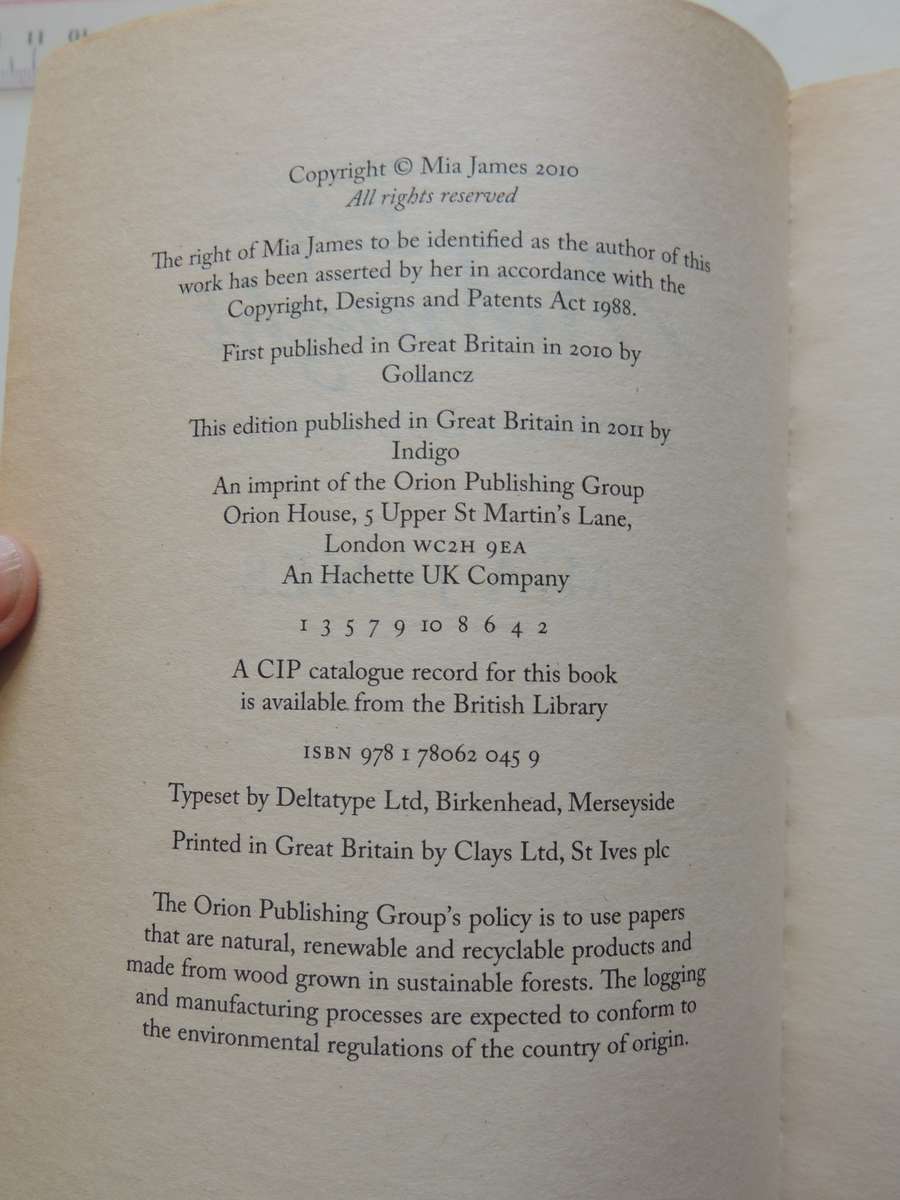 Copyright © Mia James 2010
All rights reserved
The right of Mia James to be identified as the author of this
work has been asserted by her in accordance with the
Copyright, Designs and Patents Act 1988.
First published in Great Britain in 2010 by
Gollancz
This edition published in Great Britain in 2011 by
Indigo
An imprint of the Orion Publishing Group
Orion House, 5 Upper St Martin's Lane,
London WC2H 9EA
An Hachette UK Company
1 3 5 7 9 10 8 6 4 2
A CIP catalogue record for this book
is available from the British Library
ISBN 978 1 78062 045 9
Typeset by Deltatype Ltd, Birkenhead, Merseyside
Printed in Great Britain by Clays Ltd, St Ives plc
The Orion Publishing Group's policy is to use papers
that are natural, renewable and recyclable products and
made from wood grown in sustainable forests. The logging
and manufacturing processes are expected to conform to
the environmental regulations of the country of origin.